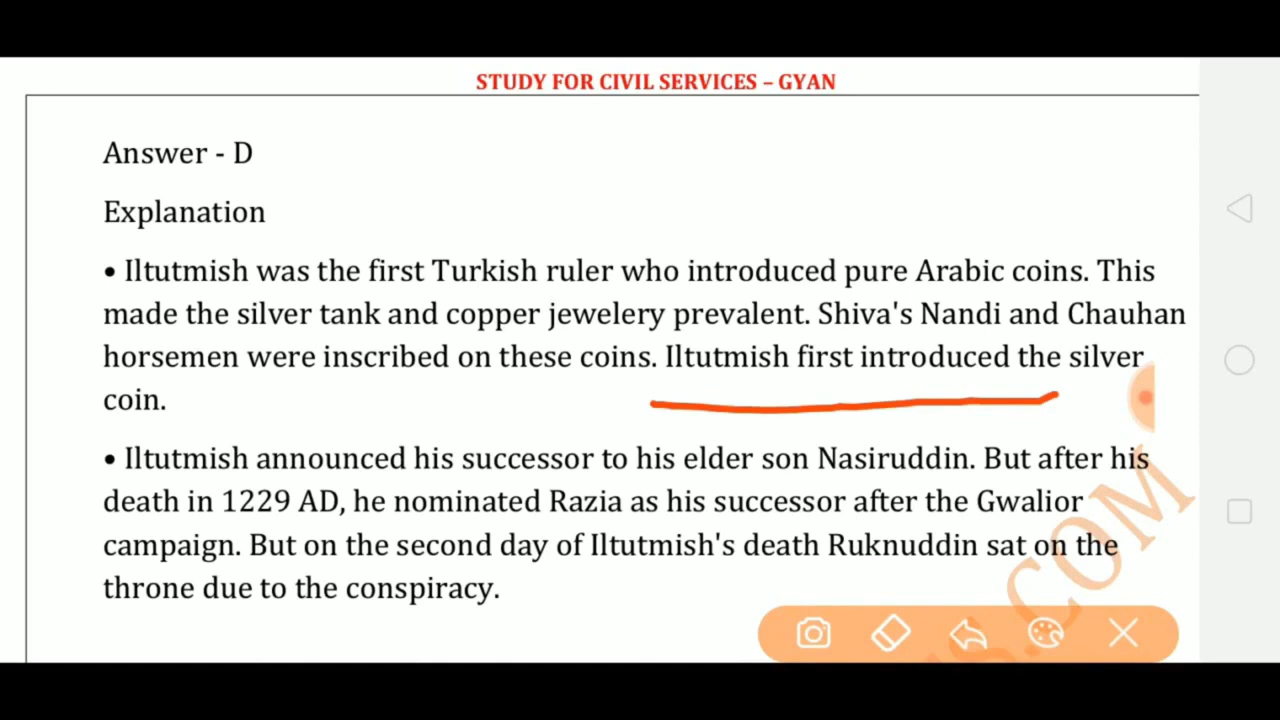 STUDY FOR CIVIL SERVICES – GYAN
Answer - D
Explanation
• Iltutmish was the first Turkish ruler who introduced pure Arabic coins. This
made the silver tank and copper jewelery prevalent. Shiva's Nandi and Chauhan
horsemen were inscribed on these coins. Iltutmish first introduced the silver
coin.
• Iltutmish announced his successor to his elder son Nasiruddin. But after his
death in 1229 AD, he nominated Razia as his successor after the Gwalior
campaign. But on the second day of Iltutmish's death Ruknuddin sat on the
throne due to the conspiracy.
.COM